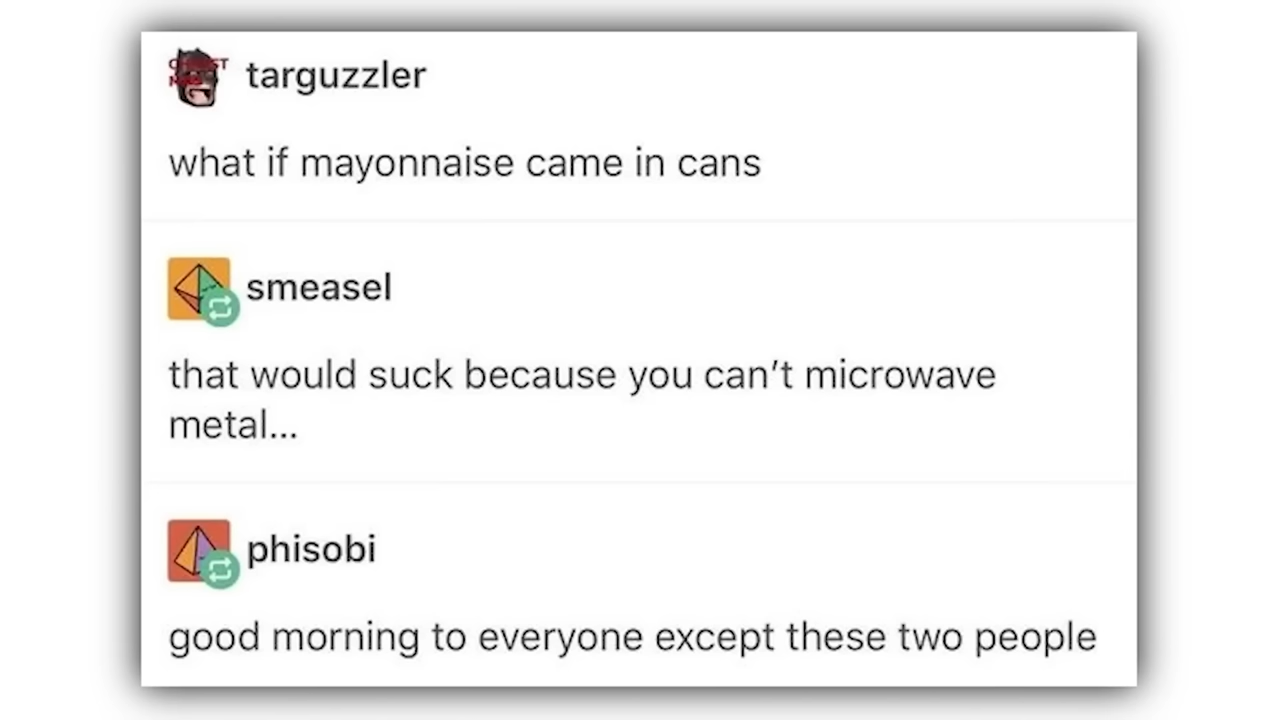 targuzzler
what if mayonnaise came in cans
smeasel
that would suck because you can’t microwave
metal...
phisobi
good morning to everyone except these two people